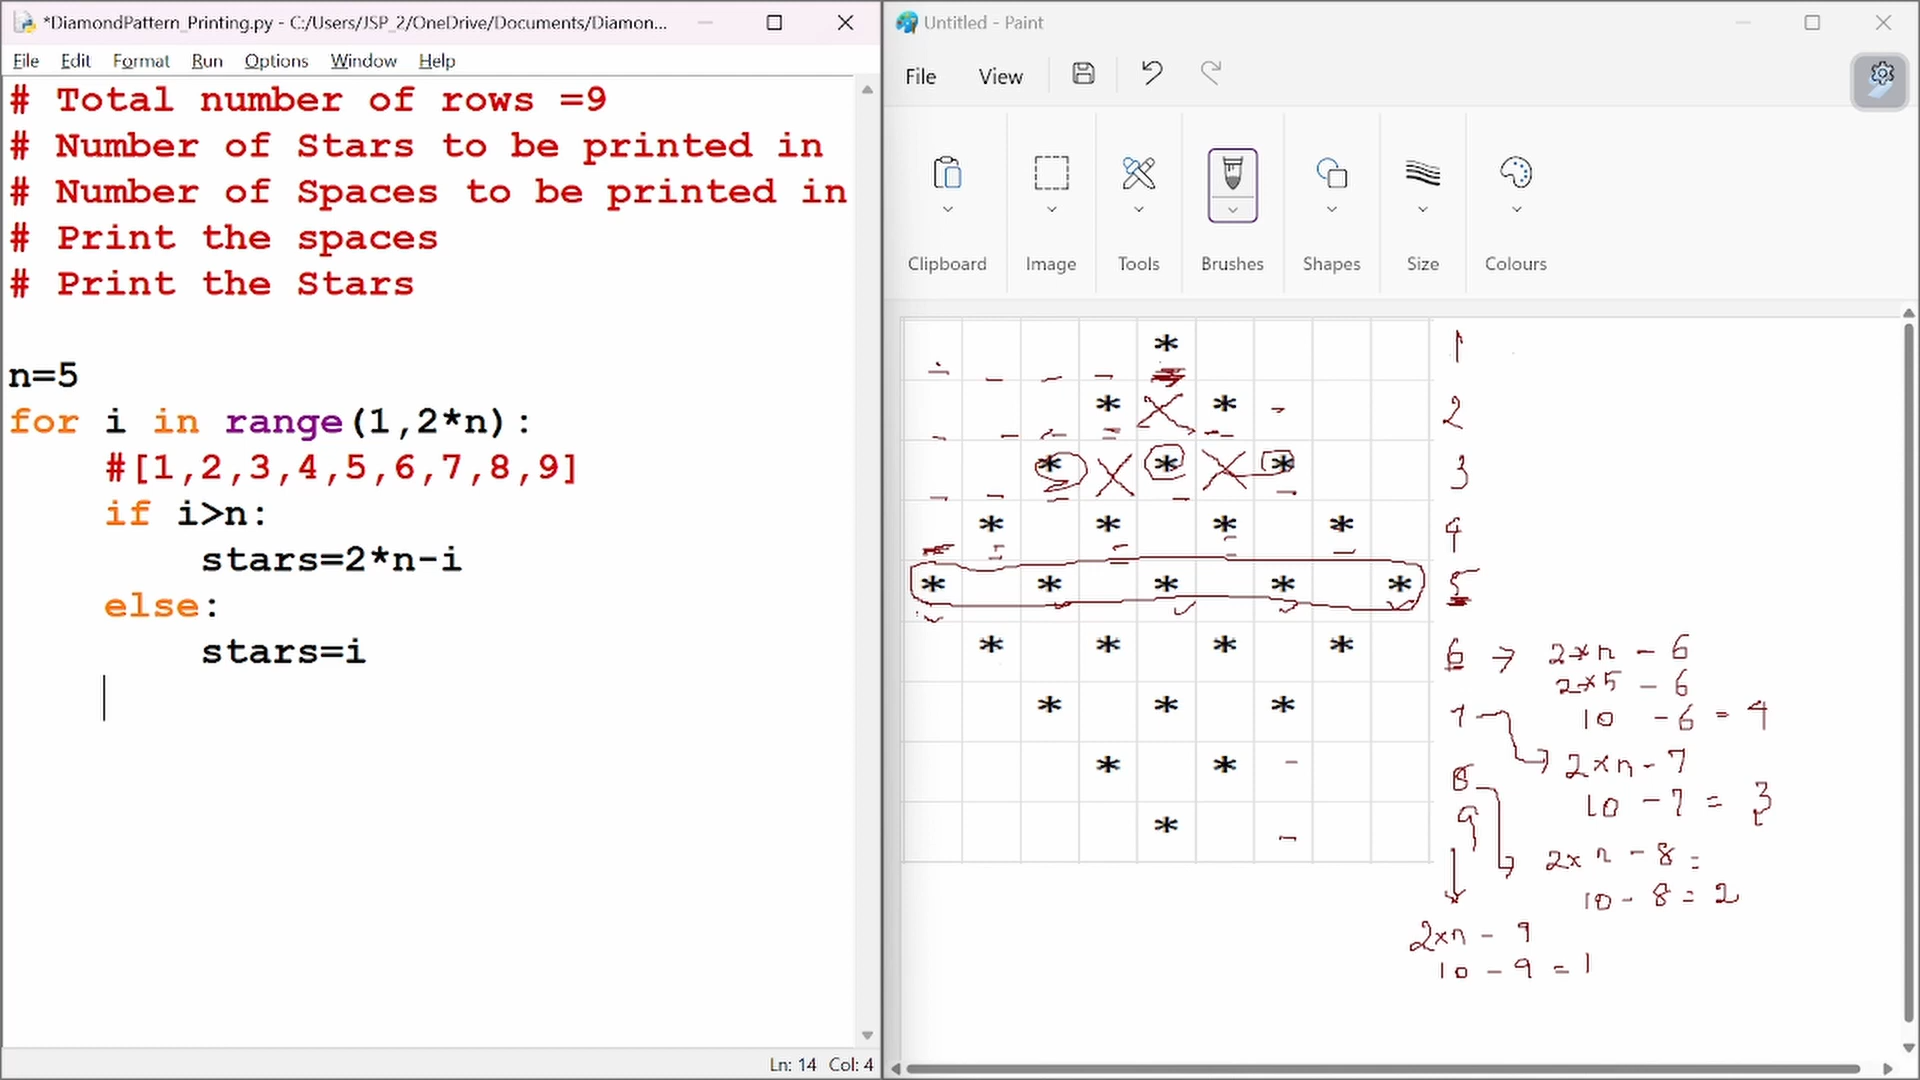 *DiamondPattern_Printing.py - C:/Users/JSP_2/OneDrive/Documents/Diamon...
File Edit Format Run Options Window Help
# Total number of rows =9
# Number of Stars to be printed in
# Number of Spaces to be printed in
# Print the spaces
# Print the Stars
n=5
for i in range(1,2*n):
#[1,2,3,4,5,6,7,8,9]
if i>n:
stars=2*n-i
else:
stars=i
Ln: 14 Col: 4
Untitled - Paint
File View
Clipboard Image Tools Brushes Shapes Size Colours
* 1
* * 2
* * * 3
* * * * 4
* * * * * 5
* * * * 6 → 2*n - 6
2*5 - 6
10 - 6 = 4
* * * 7
2xn - 7
10 - 7 = 3
* * 8
* 9
2x n - 8 =
10 - 8 = 2
2xn - 9
10 - 9 = 1